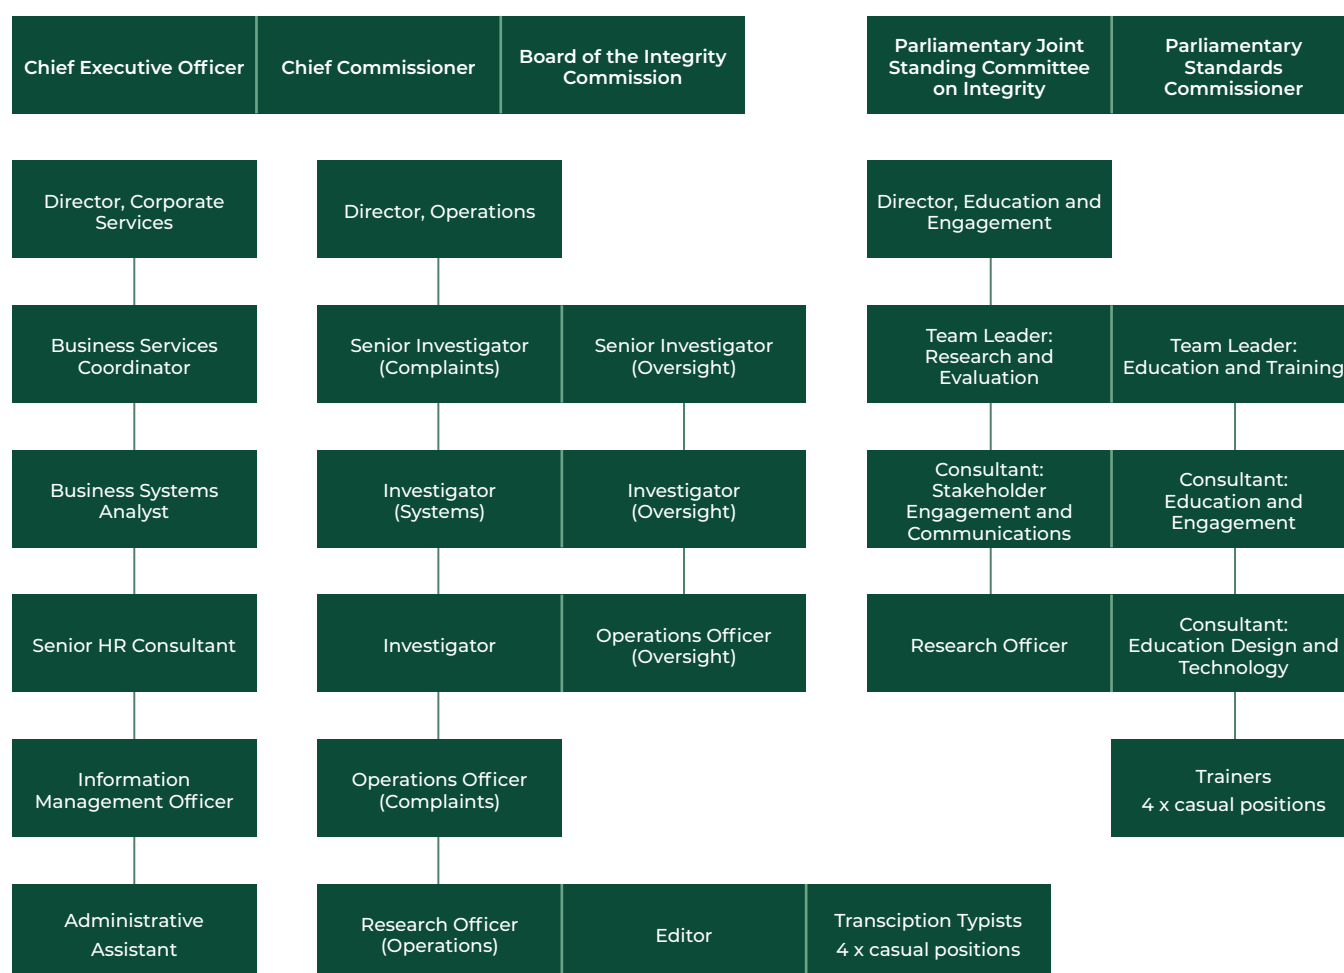 Chief Executive Officer
Chief Commissioner
Board of the Integrity
Commission
Parliamentary Joint
Standing Committee
on Integrity
Parliamentary
Standards
Commissioner
Director, Corporate
Services
Director, Operations
Director, Education and
Engagement
Business Services
Coordinator
Senior Investigator
(Complaints)
Senior Investigator
(Oversight)
Team Leader:
Research and
Evaluation
Team Leader:
Education and Training
Business Systems
Analyst
Investigator
(Systems)
Investigator
(Oversight)
Consultant:
Stakeholder
Engagement and
Communications
Consultant:
Education and
Engagement
Senior HR Consultant
Investigator
Operations Officer
(Oversight)
Research Officer
Consultant:
Education Design and
Technology
Information
Management Officer
Operations Officer
(Complaints)
Trainers
4 x casual positions
Administrative
Assistant
Research Officer
(Operations)
Editor
Transciption Typists
4 x casual positions